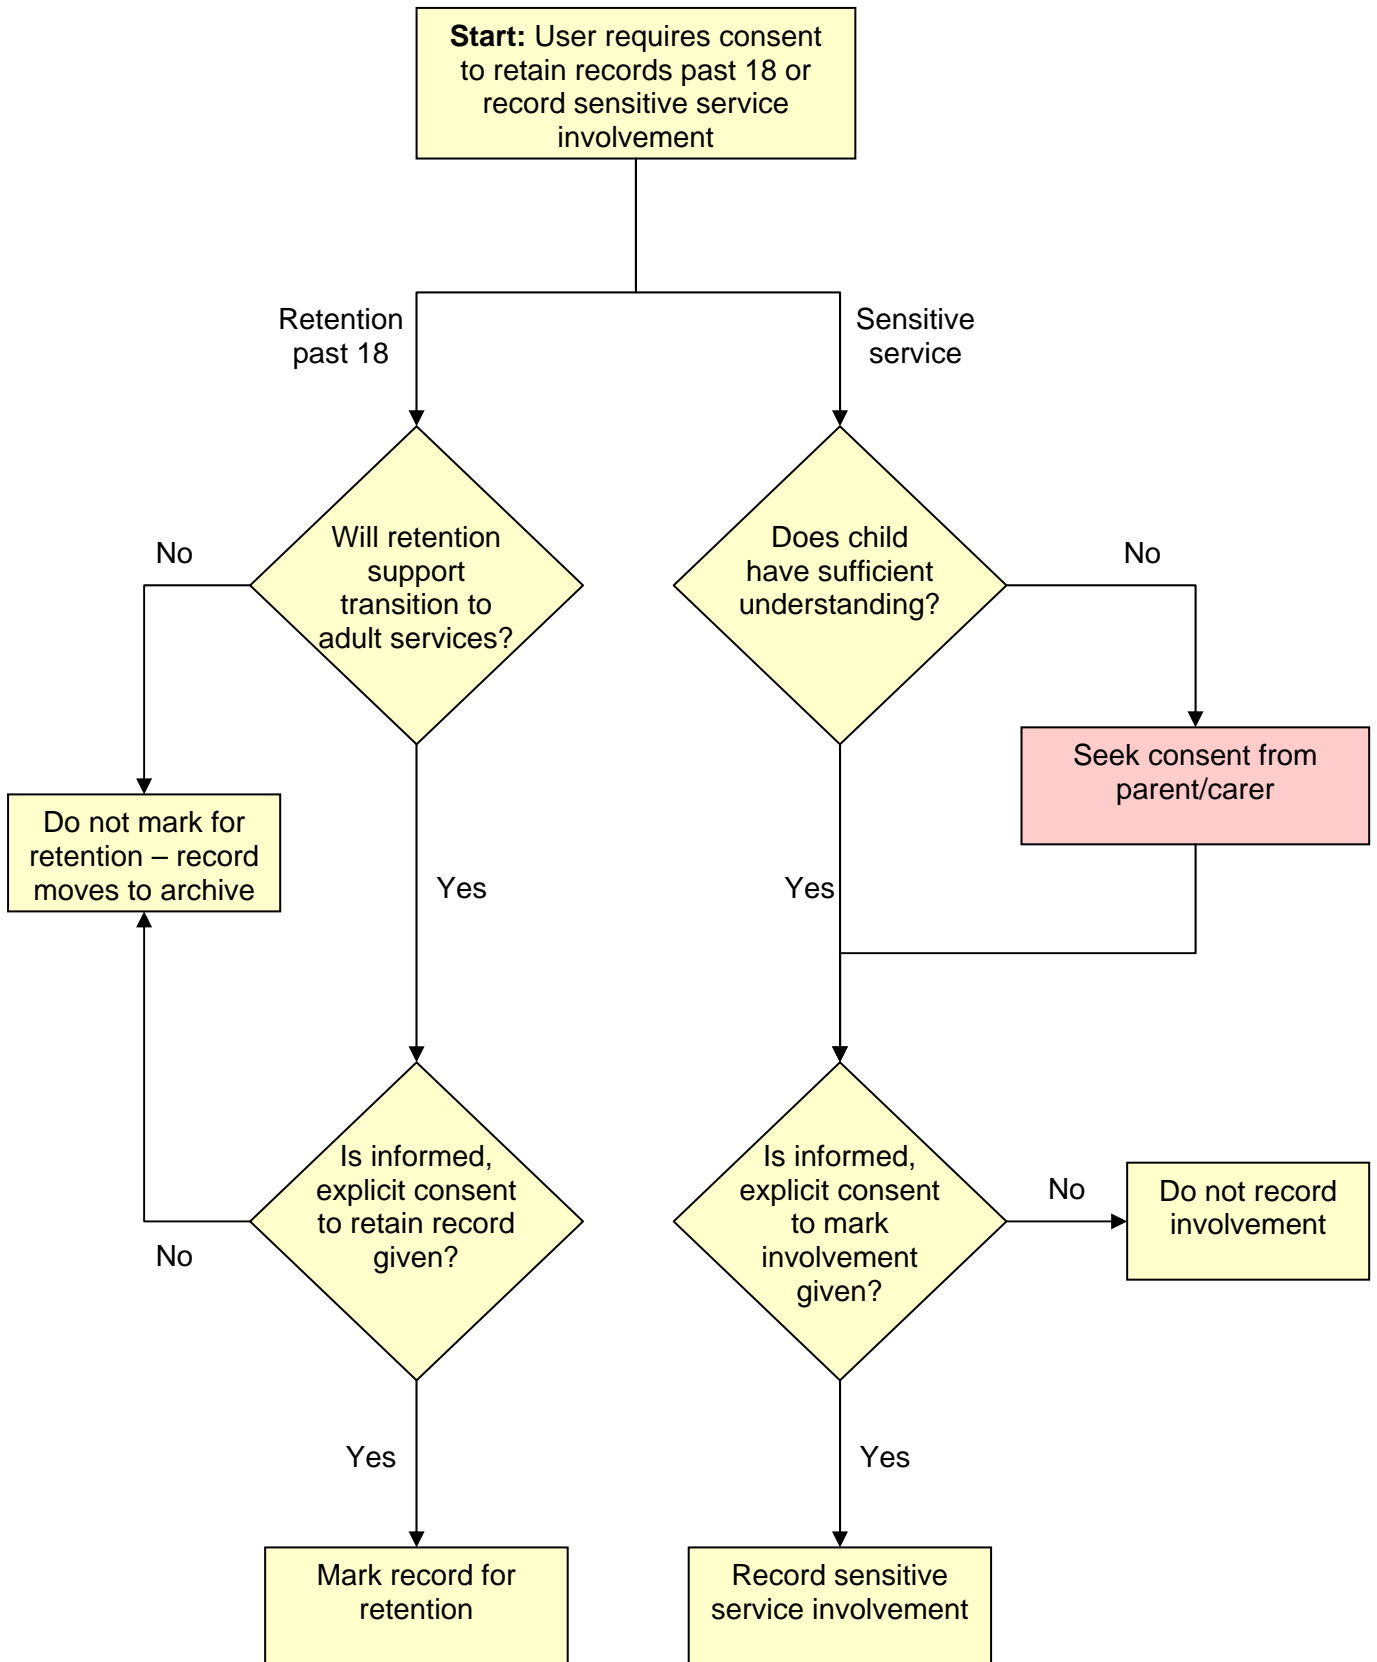 Start: User requires consent
to retain records past 18 or
record sensitive service
involvement
Retention
past 18
Sensitive
service
Will retention
support
transition to
adult services?
No
Does child
have sufficient
understanding?
No
Seek consent from
parent/carer
Do not mark for
retention – record
moves to archive
Yes
Yes
Is informed,
explicit consent
to retain record
given?
No
Is informed,
explicit consent
to mark
involvement
given?
No
Do not record
involvement
Yes
Yes
Mark record for
retention
Record sensitive
service involvement